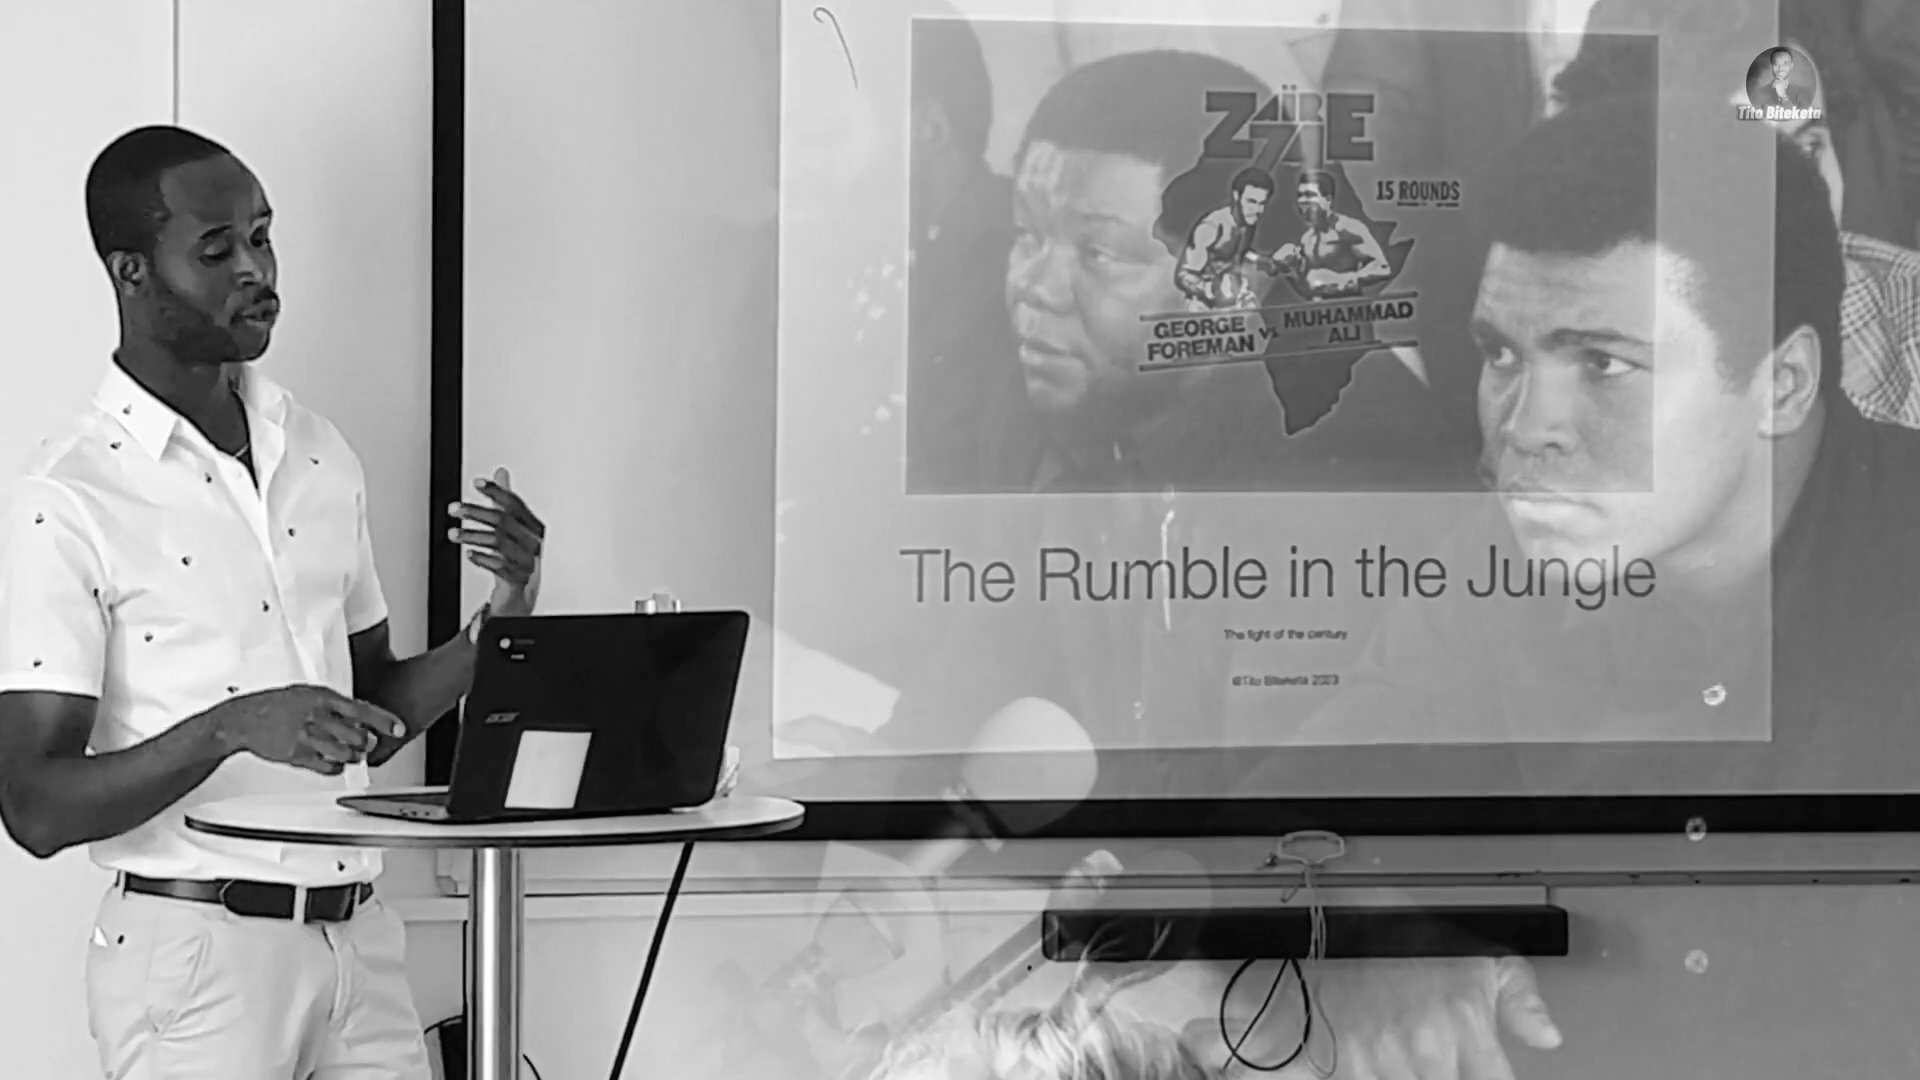 Tito Biteketa
ZAÏRE
74
15 ROUNDS
GEORGE FOREMAN
VS
MUHAMMAD ALI
The Rumble in the Jungle
The fight of the century
©Tito Biteketa 2023
acer